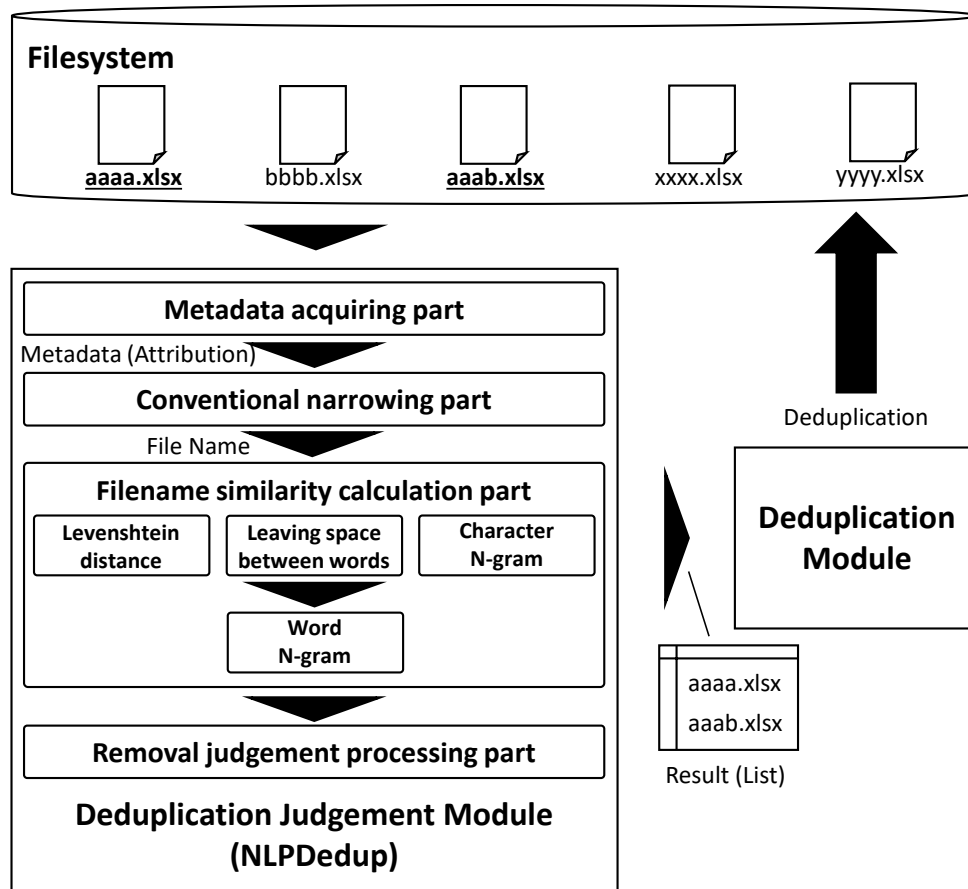 Filesystem
aaaa.xlsx
bbbb.xlsx
aaab.xlsx
xxxx.xlsx
yyyy.xlsx
Metadata acquiring part
Metadata (Attribution)
Conventional narrowing part
File Name
Filename similarity calculation part
Levenshtein
distance
Leaving space
between words
Character
N-gram
Word
N-gram
Removal judgement processing part
Deduplication Judgement Module
(NLPDedup)
aaaa.xlsx
aaab.xlsx
Result (List)
Deduplication
Module
Deduplication